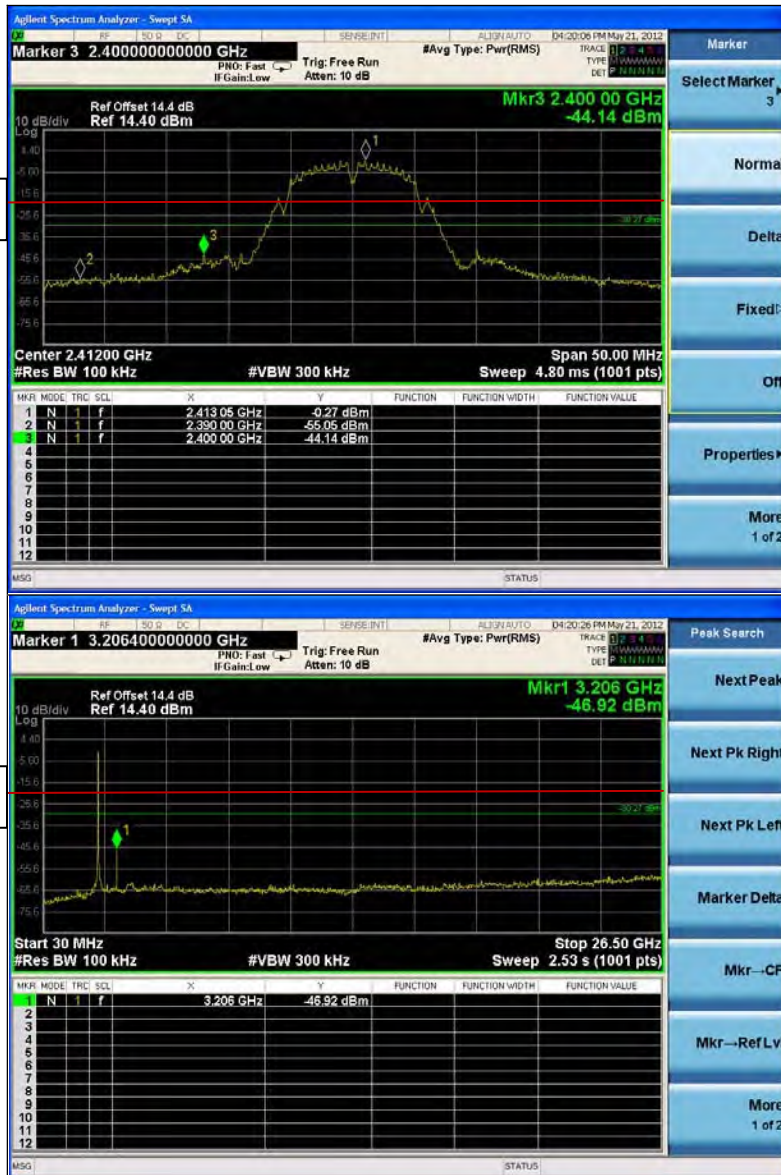 Agilent Spectrum Analyzer - Swept SA
RF 50 Ω DC SENSE:INT ALIGN AUTO 04:20:06 PM May 21, 2012
Marker 3 2.400000000000 GHz #Avg Type: Pwr(RMS) TRACE 1 2 3 4 5 6
PNO: Fast Trig: Free Run TYPE M W W W W W
IFGain:Low Atten: 10 dB DET P N N N N N
Ref Offset 14.4 dB Mkr3 2.400 00 GHz
10 dB/div Ref 14.40 dBm -44.14 dBm
Log
4.40
-5.60
-15.6
-25.6
-30.27 dBm
-35.6
-45.6
-55.6
-65.6
-75.6
1
2
3
Center 2.41200 GHz Span 50.00 MHz
#Res BW 100 kHz #VBW 300 kHz Sweep 4.80 ms (1001 pts)
MKR MODE TRC SCL X Y FUNCTION FUNCTION WIDTH FUNCTION VALUE
1 N 1 f 2.413 05 GHz -0.27 dBm
2 N 1 f 2.390 00 GHz -55.05 dBm
3 N 1 f 2.400 00 GHz -44.14 dBm
4
5
6
7
8
9
10
11
12
MSG STATUS
Marker
Select Marker
3
Normal
Delta
Fixed
Off
Properties
More
1 of 2
Agilent Spectrum Analyzer - Swept SA
RF 50 Ω DC SENSE:INT ALIGN AUTO 04:20:26 PM May 21, 2012
Marker 1 3.206400000000 GHz #Avg Type: Pwr(RMS) TRACE 1 2 3 4 5 6
PNO: Fast Trig: Free Run TYPE M W W W W W
IFGain:Low Atten: 10 dB DET P N N N N N
Ref Offset 14.4 dB Mkr1 3.206 GHz
10 dB/div Ref 14.40 dBm -46.92 dBm
Log
4.40
-5.60
-15.6
-25.6
-30.27 dBm
-35.6
-45.6
-55.6
-65.6
-75.6
1
Start 30 MHz Stop 26.50 GHz
#Res BW 100 kHz #VBW 300 kHz Sweep 2.53 s (1001 pts)
MKR MODE TRC SCL X Y FUNCTION FUNCTION WIDTH FUNCTION VALUE
1 N 1 f 3.206 GHz -46.92 dBm
2
3
4
5
6
7
8
9
10
11
12
MSG STATUS
Peak Search
Next Peak
Next Pk Right
Next Pk Left
Marker Delta
Mkr→CF
Mkr→Ref Lv
More
1 of 2